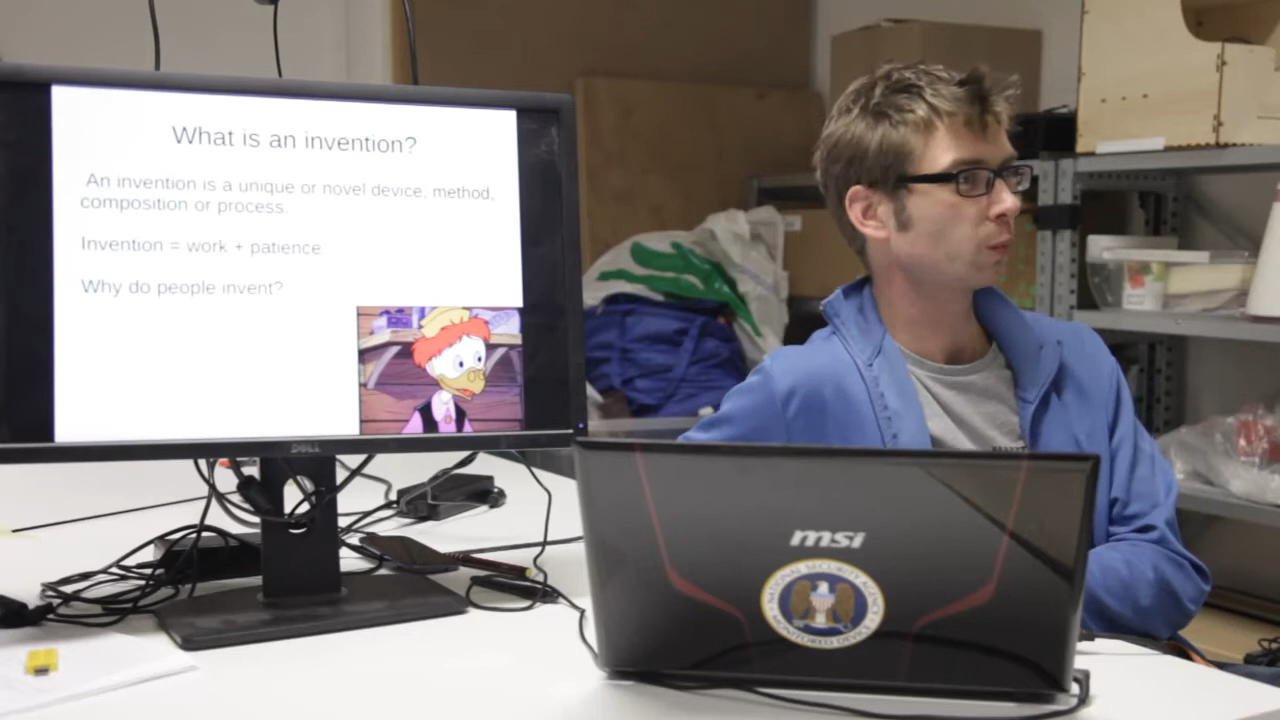 What is an invention?
An invention is a unique or novel device, method,
composition or process.
Invention = work + patience.
Why do people invent?
DELL
msi
NATIONAL SECURITY AGENCY
MONITORED DEVICE